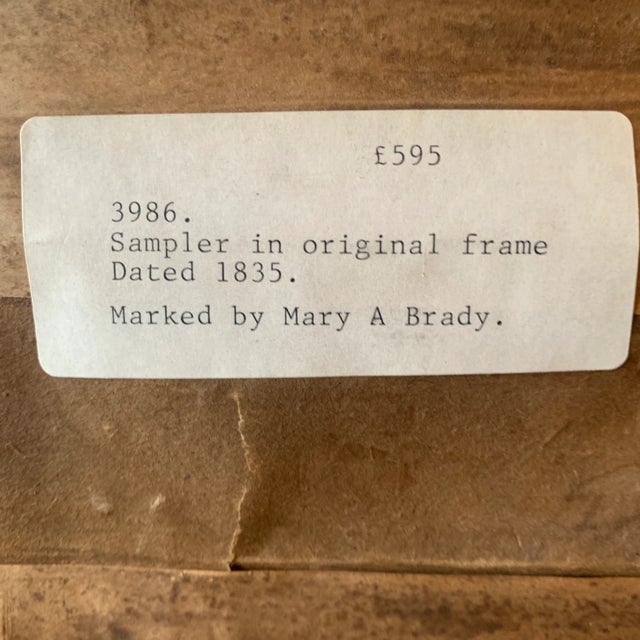 £595
3986.
Sampler in original frame
Dated 1835.
Marked by Mary A Brady.